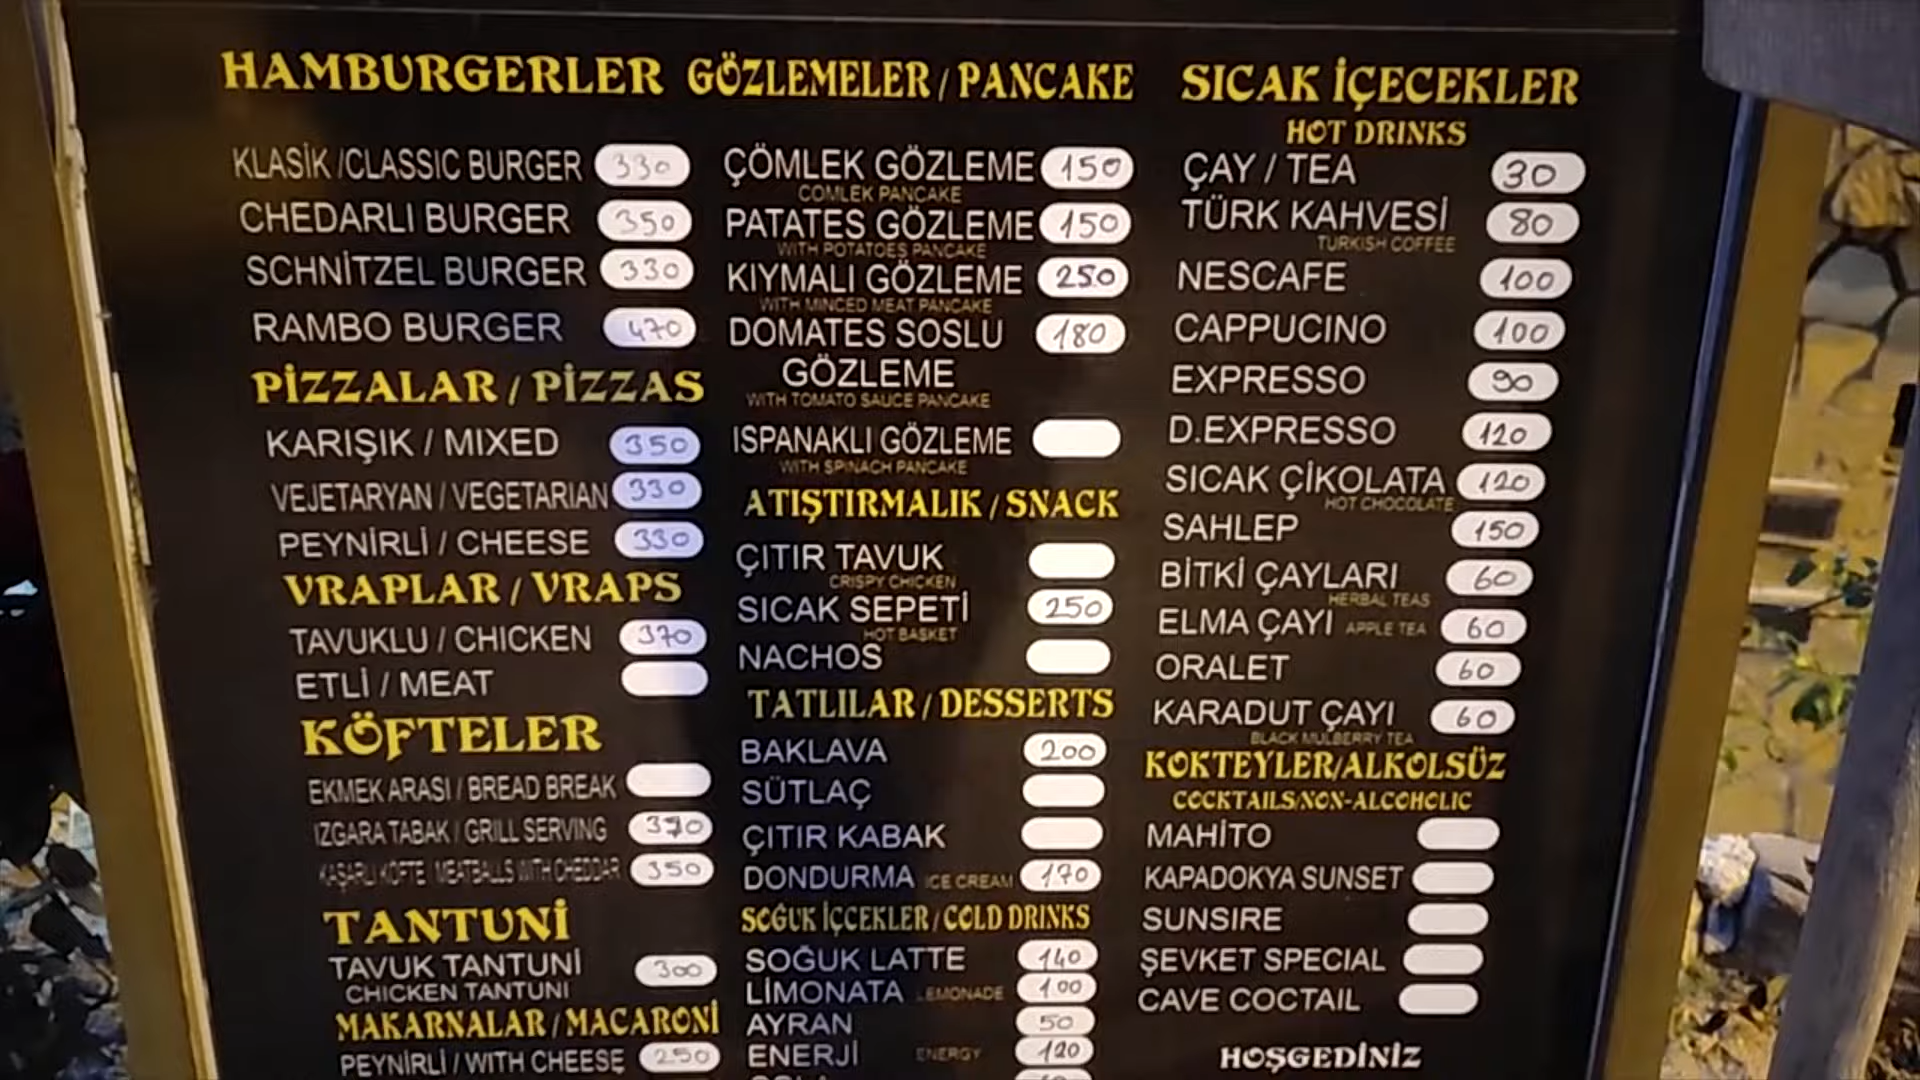 HAMBURGERLER
KLASİK /CLASSIC BURGER 330
CHEDARLI BURGER 350
SCHNİTZEL BURGER 330
RAMBO BURGER 470
PİZZALAR / PİZZAS
KARIŞIK / MIXED 350
VEJETARYAN / VEGETARIAN 330
PEYNİRLİ / CHEESE 330
VRAPLAR / VRAPS
TAVUKLU / CHICKEN 370
ETLİ / MEAT
KÖFTELER
EKMEK ARASI / BREAD BREAK
IZGARA TABAK / GRILL SERVING 370
KAŞARLI KÖFTE MEATBALLS WITH CHEDDAR 350
TANTUNİ
TAVUK TANTUNİ 300
CHICKEN TANTUNI
MAKARNALAR / MACARONİ
PEYNİRLİ / WITH CHEESE 250
GÖZLEMELER / PANCAKE
ÇÖMLEK GÖZLEME 150
COMLEK PANCAKE
PATATES GÖZLEME 150
WITH POTATOES PANCAKE
KIYMALI GÖZLEME 250
WITH MINCED MEAT PANCAKE
DOMATES SOSLU 180
GÖZLEME
WITH TOMATO SAUCE PANCAKE
ISPANAKLI GÖZLEME
WITH SPINACH PANCAKE
ATIŞTIRMALIK / SNACK
ÇITIR TAVUK
CRISPY CHICKEN
SICAK SEPETİ 250
HOT BASKET
NACHOS
TATLILAR / DESSERTS
BAKLAVA 200
SÜTLAÇ
ÇITIR KABAK
DONDURMA ICE CREAM 170
SOĞUK İÇCEKLER / COLD DRINKS
SOĞUK LATTE 140
LİMONATA LEMONADE 100
AYRAN 50
ENERJİ ENERGY 120
SICAK İÇECEKLER
HOT DRINKS
ÇAY / TEA 30
TÜRK KAHVESİ 80
TURKISH COFFEE
NESCAFE 100
CAPPUCINO 100
EXPRESSO 90
D.EXPRESSO 120
SICAK ÇİKOLATA 120
HOT CHOCOLATE
SAHLEP 150
BİTKİ ÇAYLARI 60
HERBAL TEAS
ELMA ÇAYI APPLE TEA 60
ORALET 60
KARADUT ÇAYI 60
BLACK MULBERRY TEA
KOKTEYLER/ALKOLSÜZ
COCKTAILS/NON-ALCOHOLIC
MAHİTO
KAPADOKYA SUNSET
SUNSIRE
ŞEVKET SPECIAL
CAVE COCTAIL
HOŞGEDİNİZ